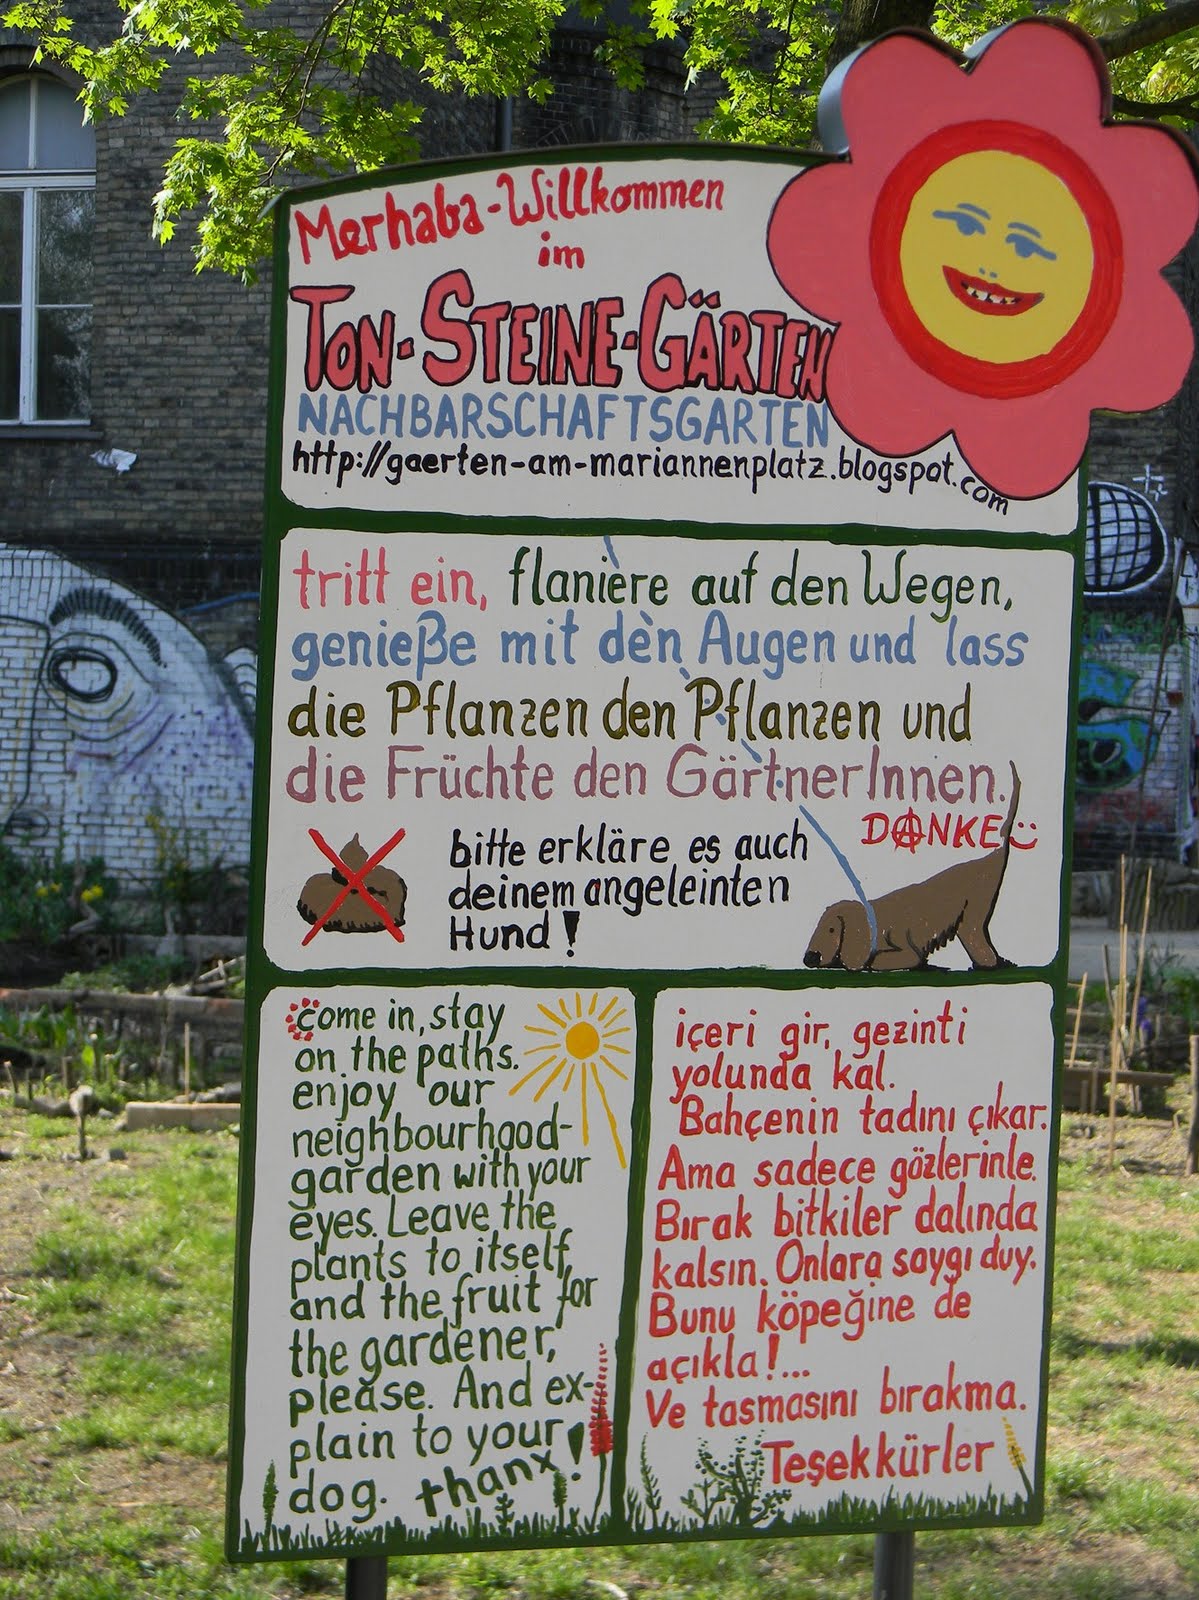 Merhaba-Willkommen
im
TON-STEINE-GÄRTEN
NACHBARSCHAFTSGARTEN
http://gaerten-am-mariannenplatz.blogspot.com
tritt ein, flaniere auf den Wegen,
genieße mit den Augen und lass
die Pflanzen den Pflanzen und
die Früchte den GärtnerInnen.
DANKE
bitte erkläre es auch
deinem angeleinten
Hund!
come in, stay
on the paths.
enjoy our
neighbourhood-
garden with your
eyes. Leave the
plants to itself,
and the fruit for
the gardener,
please. And ex-
plain to your
dog. thanx!
içeri gir, gezinti
yolunda kal.
Bahçenin tadını çıkar.
Ama sadece gözlerinle.
Bırak bitkiler dalında
kalsın. Onlara saygı duy.
Bunu köpeğine de
açıkla!...
Ve tasmasını bırakma.
Teşekkürler